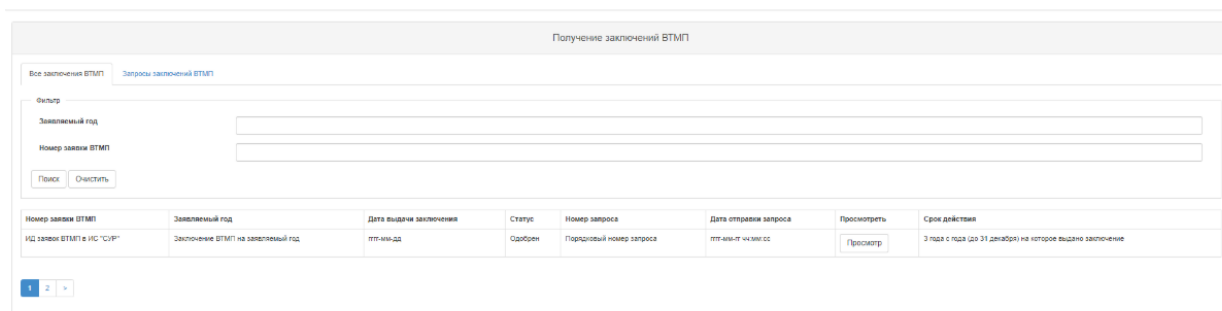 Получение заключений ВТМП
Все заключения ВТМП Запросы заключений ВТМП
Фильтр
Заявляемый год
Номер заявки ВТМП
Поиск Очистить
Номер заявки ВТМП Заявляемый год Дата выдачи заключения Статус Номер запроса Дата отправки запроса Просмотреть Срок действия
ИД заявок ВТМП в ИС "СУР" Заключение ВТМП на заявляемый год гггг-мм-дд Одобрен Порядковый номер запроса гггг-мм-гг чч:мм:сс Просмотр 3 года с года (до 31 декабря) на которое выдано заключение
1 2 »